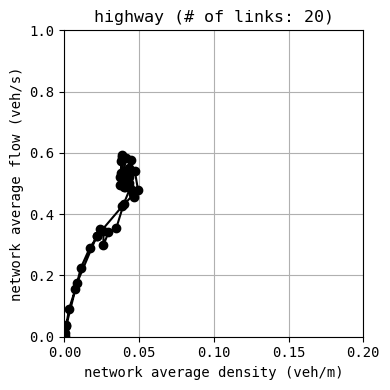 highway (# of links: 20)
network average flow (veh/s)
1.0
0.8
0.6
0.4
0.2
0.0
0.00 0.05 0.10 0.15 0.20
network average density (veh/m)